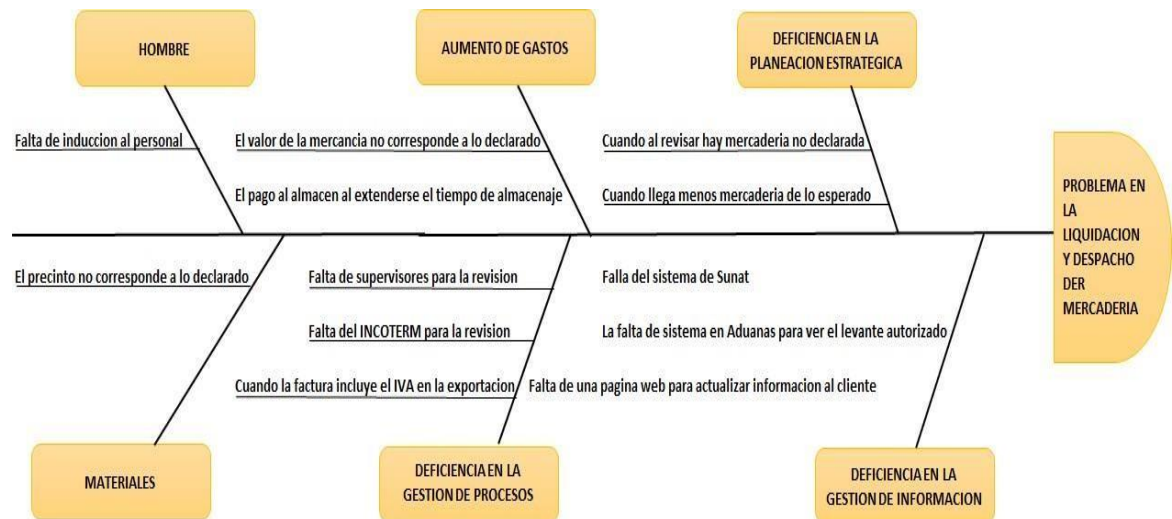 HOMBRE
AUMENTO DE GASTOS
DEFICIENCIA EN LA
PLANEACION ESTRATEGICA
Falta de induccion al personal
El valor de la mercancia no corresponde a lo declarado
Cuando al revisar hay mercaderia no declarada
El pago al almacen al extenderse el tiempo de almacenaje
Cuando llega menos mercaderia de lo esperado
PROBLEMA EN
LA
LIQUIDACION
Y DESPACHO
DER
MERCADERIA
El precinto no corresponde a lo declarado
Falta de supervisores para la revision
Falla del sistema de Sunat
Falta del INCOTERM para la revision
La falta de sistema en Aduanas para ver el levante autorizado
Cuando la factura incluye el IVA en la exportacion
Falta de una pagina web para actualizar informacion al cliente
MATERIALES
DEFICIENCIA EN LA
GESTION DE PROCESOS
DEFICIENCIA EN LA
GESTION DE INFORMACION